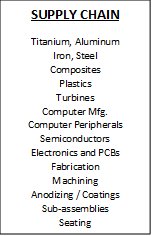 SUPPLY CHAIN
Titanium, Aluminum
Iron, Steel
Composites
Plastics
Turbines
Computer Mfg.
Computer Peripherals
Semiconductors
Electronics and PCBs
Fabrication
Machining
Anodizing / Coatings
Sub-assemblies
Seating